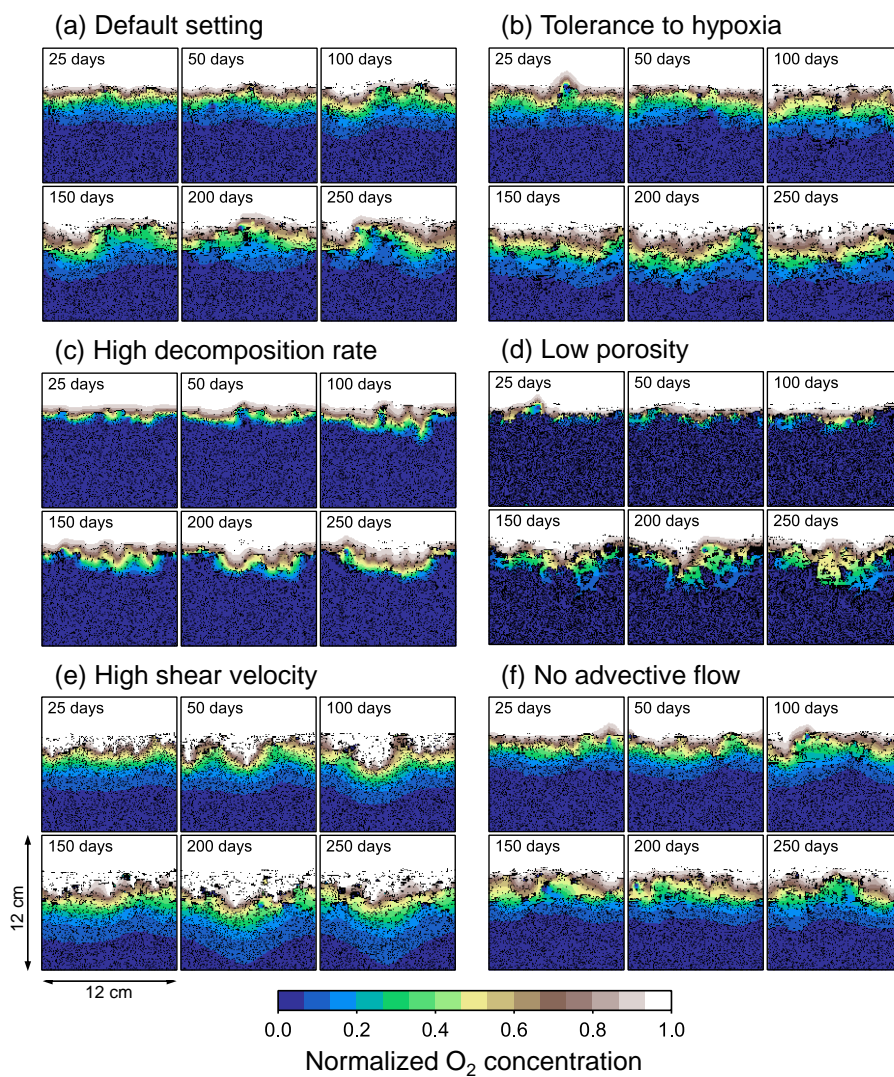 (a) Default setting
25 days
50 days
100 days
150 days
200 days
250 days
(b) Tolerance to hypoxia
25 days
50 days
100 days
150 days
200 days
250 days
(c) High decomposition rate
25 days
50 days
100 days
150 days
200 days
250 days
(d) Low porosity
25 days
50 days
100 days
150 days
200 days
250 days
(e) High shear velocity
25 days
50 days
100 days
150 days
200 days
250 days
12 cm
12 cm
(f) No advective flow
25 days
50 days
100 days
150 days
200 days
250 days
0.0 0.2 0.4 0.6 0.8 1.0
Normalized O₂ concentration